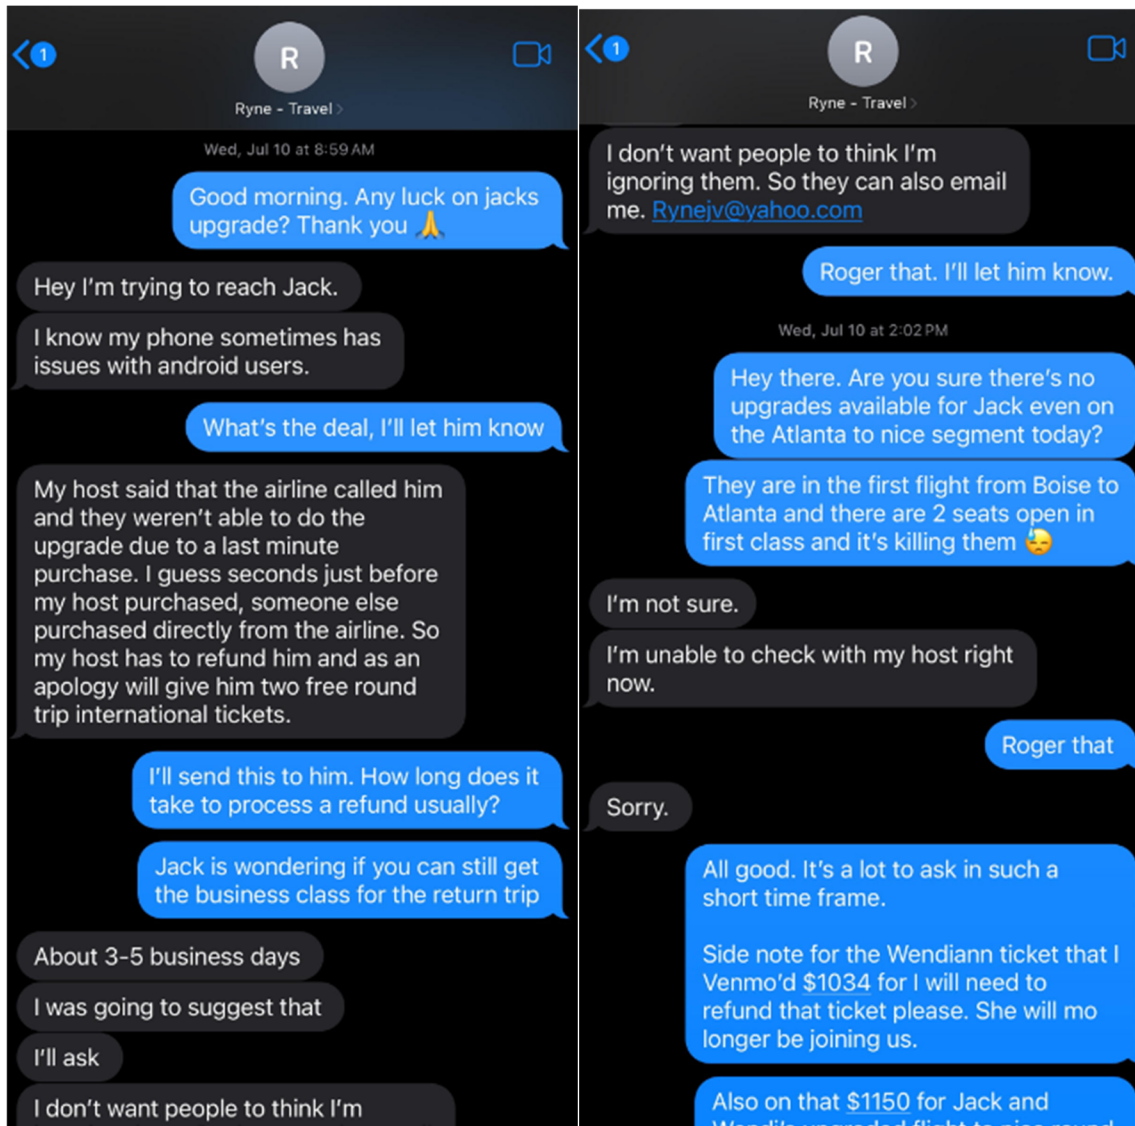 1
R
Ryne - Travel
Wed, Jul 10 at 8:59 AM
Good morning. Any luck on jacks
upgrade? Thank you 🙏
Hey I'm trying to reach Jack.
I know my phone sometimes has
issues with android users.
What's the deal, I'll let him know
My host said that the airline called him
and they weren't able to do the
upgrade due to a last minute
purchase. I guess seconds just before
my host purchased, someone else
purchased directly from the airline. So
my host has to refund him and as an
apology will give him two free round
trip international tickets.
I'll send this to him. How long does it
take to process a refund usually?
Jack is wondering if you can still get
the business class for the return trip
About 3-5 business days
I was going to suggest that
I'll ask
I don't want people to think I'm
1
R
Ryne - Travel
I don't want people to think I'm
ignoring them. So they can also email
me. Rynejv@yahoo.com
Roger that. I'll let him know.
Wed, Jul 10 at 2:02 PM
Hey there. Are you sure there's no
upgrades available for Jack even on
the Atlanta to nice segment today?
They are in the first flight from Boise to
Atlanta and there are 2 seats open in
first class and it's killing them 😓
I'm not sure.
I'm unable to check with my host right
now.
Roger that
Sorry.
All good. It's a lot to ask in such a
short time frame.
Side note for the Wendiann ticket that I
Venmo'd $1034 for I will need to
refund that ticket please. She will mo
longer be joining us.
Also on that $1150 for Jack and
Wendi's upgraded flight to nice round